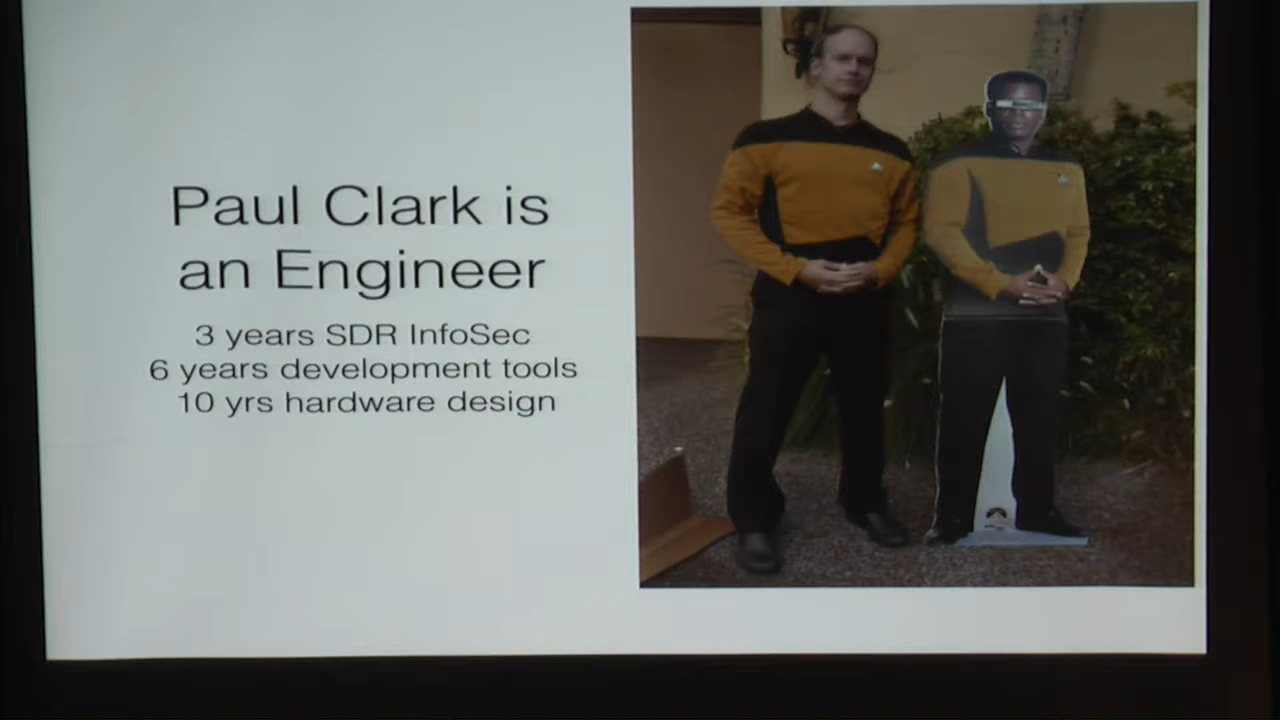 Paul Clark is
an Engineer
3 years SDR InfoSec
6 years development tools
10 yrs hardware design